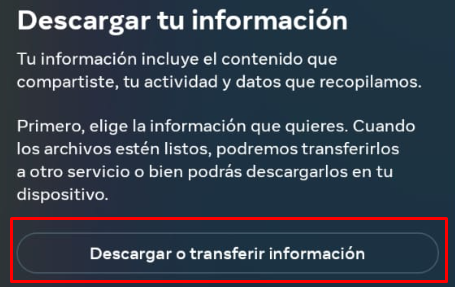 Descargar tu información
Tu información incluye el contenido que
compartiste, tu actividad y datos que recopilamos.
Primero, elige la información que quieres. Cuando
los archivos estén listos, podremos transferirlos
a otro servicio o bien podrás descargarlos en tu
dispositivo.
Descargar o transferir información